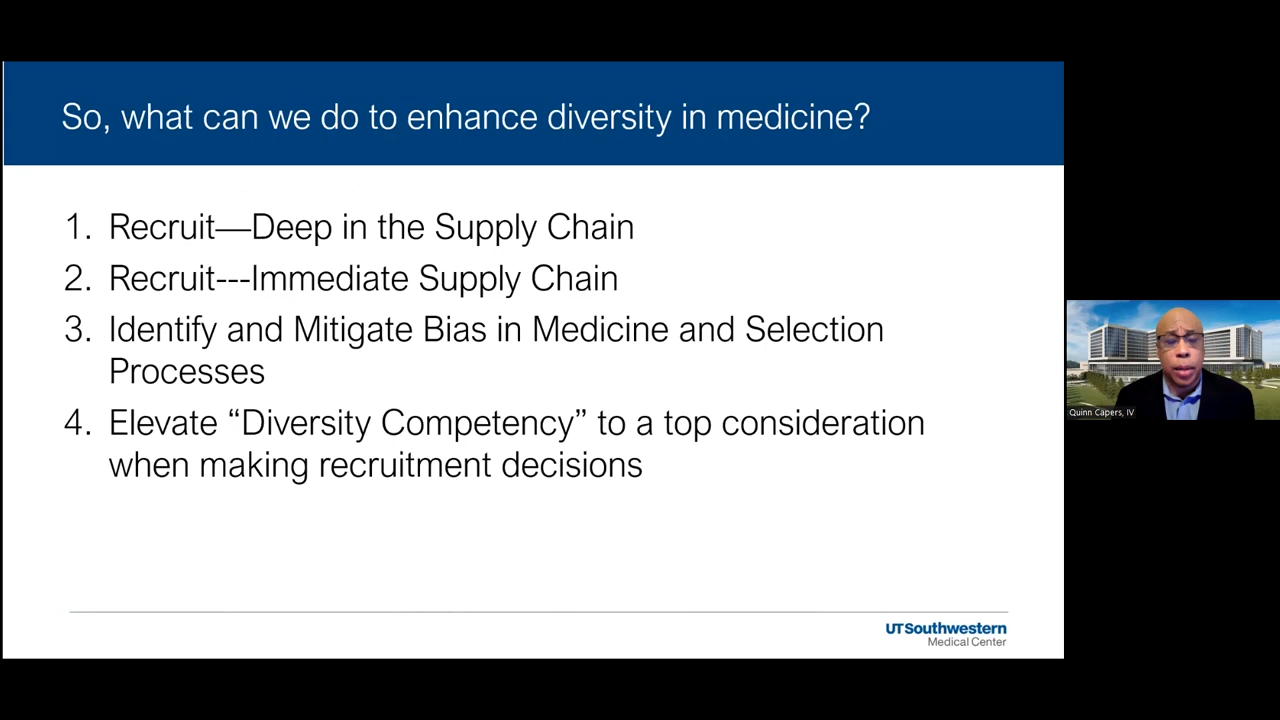 So, what can we do to enhance diversity in medicine?
1. Recruit—Deep in the Supply Chain
2. Recruit---Immediate Supply Chain
3. Identify and Mitigate Bias in Medicine and Selection
Processes
4. Elevate “Diversity Competency” to a top consideration
when making recruitment decisions
UTSouthwestern
Medical Center
Quinn Capers, IV